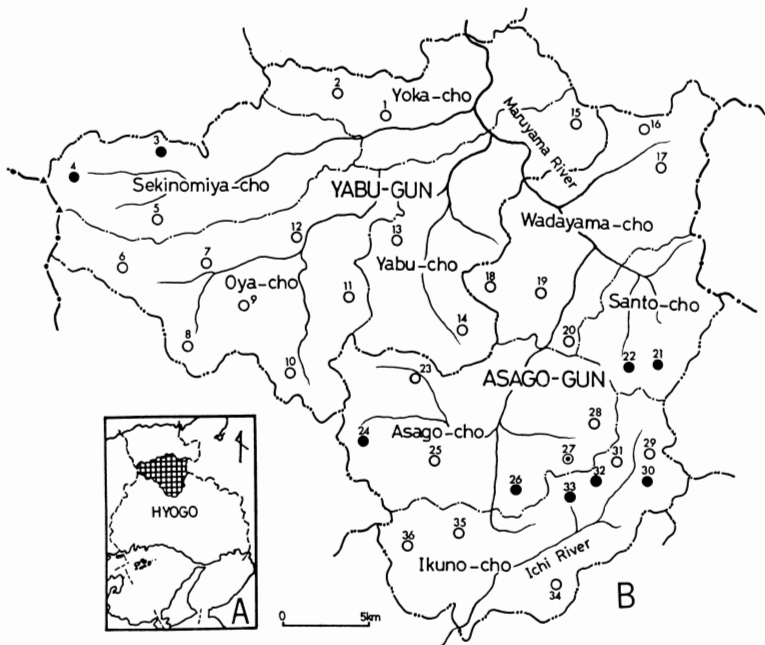 2
1
Yoka-cho
15
16
Maruyama River
3
17
4
Sekinomiya-cho
YABU-GUN
5
Wadayama-cho
12
13
7
6
Yabu-cho
Oya-cho
9
11
18
19
Santo-cho
8
14
20
10
23
22
21
ASAGO-GUN
28
24
Asago-cho
25
27
31
29
26
32
30
33
HYOGO
36
35
Ikuno-cho
Ichi River
34
A
B
0
5km